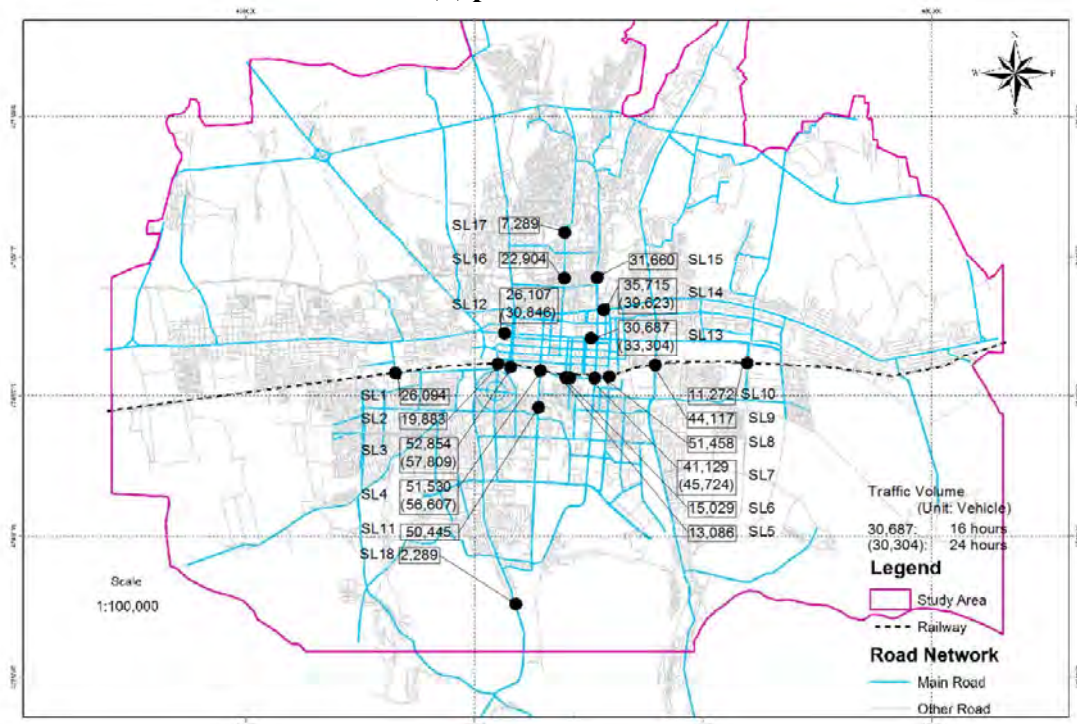 N
W
E
S
SL17 7,289
SL16 22,904
31,660 SL15
SL12 26,107
(30,846)
35,715 SL14
(39,623)
30,687 SL13
(33,304)
SL1 26,094
11,272 SL10
SL2 19,883
44,117 SL9
SL3 52,854
(57,809)
51,458 SL8
41,129 SL7
(45,724)
SL4 51,530
(56,607)
15,029 SL6
SL11 50,445
13,086 SL5
SL18 2,289
Traffic Volume
(Unit: Vehicle)
30,687: 16 hours
(30,304): 24 hours
Scale
1:100,000
Legend
Study Area
Railway
Road Network
Main Road
Other Road